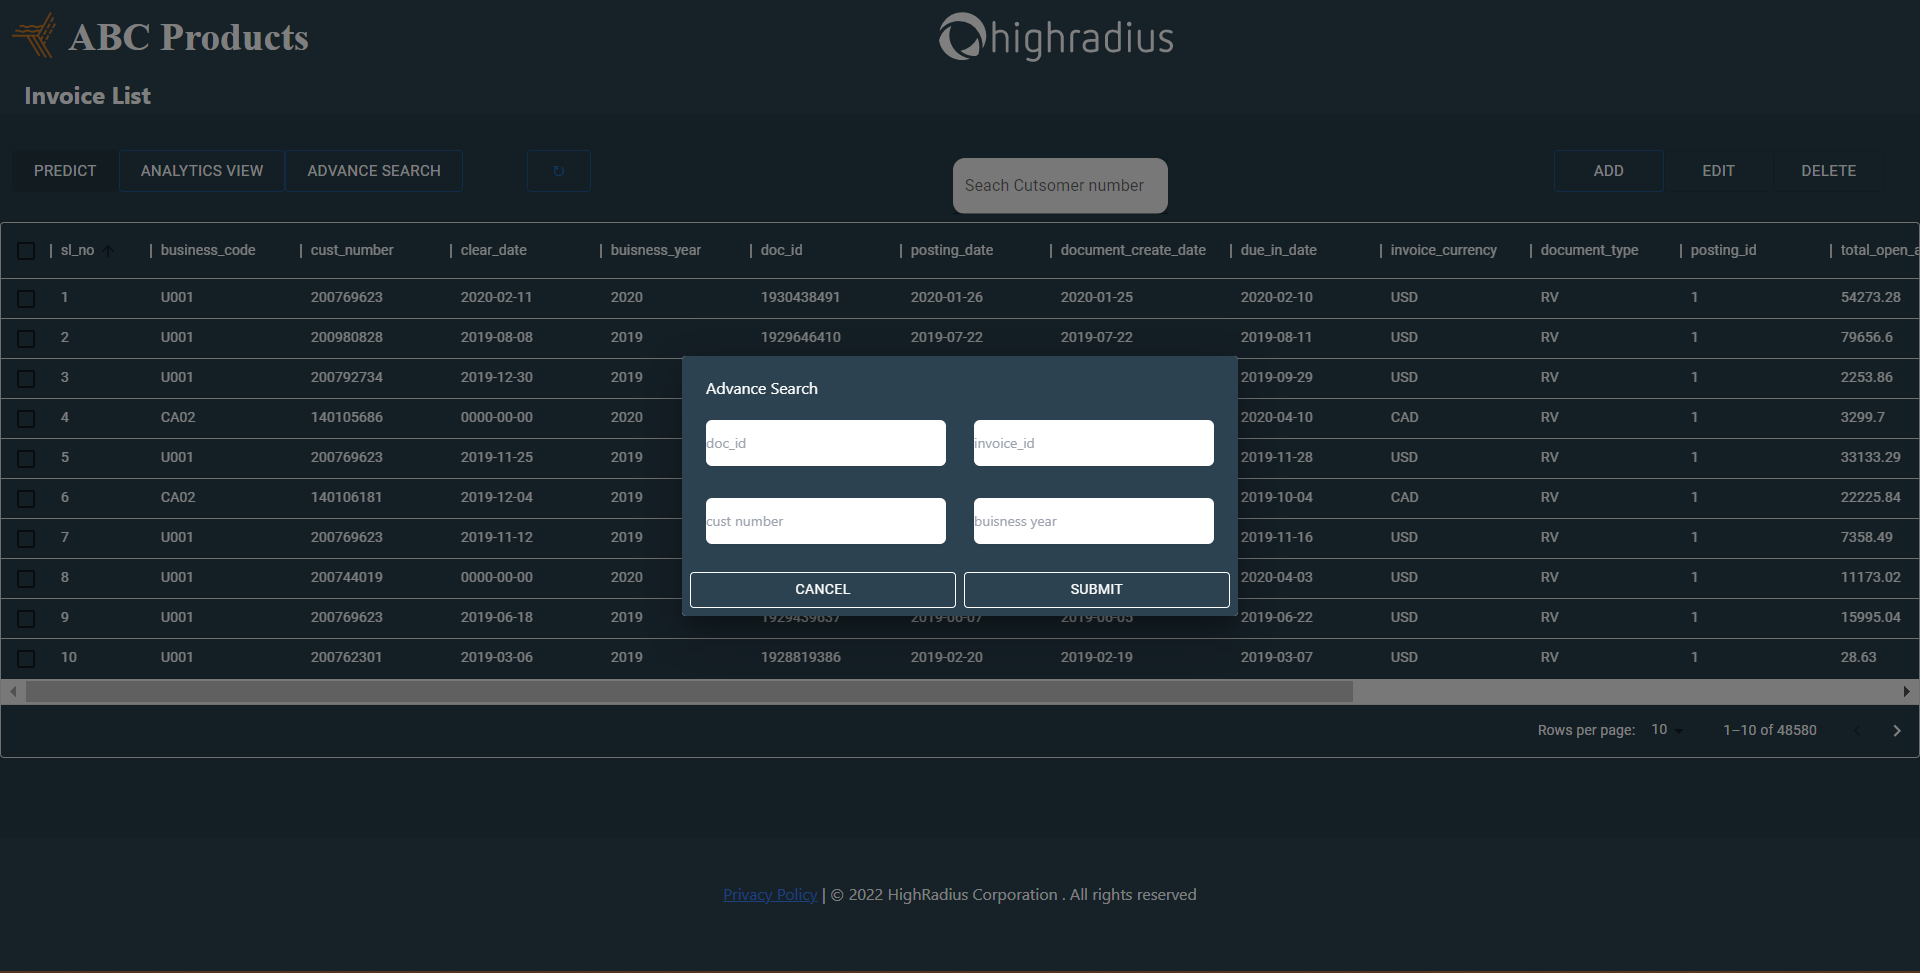 ABC Products
highradius
Invoice List
PREDICT ANALYTICS VIEW ADVANCE SEARCH ↻ Seach Cutsomer number ADD EDIT DELETE
sl_no ↑ | business_code | cust_number | clear_date | buisness_year | doc_id | posting_date | document_create_date | due_in_date | invoice_currency | document_type | posting_id | total_open_a
1 U001 200769623 2020-02-11 2020 1930438491 2020-01-26 2020-01-25 2020-02-10 USD RV 1 54273.28
2 U001 200980828 2019-08-08 2019 1929646410 2019-07-22 2019-07-22 2019-08-11 USD RV 1 79656.6
3 U001 200792734 2019-12-30 2019 2019-09-29 USD RV 1 2253.86
4 CA02 140105686 0000-00-00 2020 2020-04-10 CAD RV 1 3299.7
5 U001 200769623 2019-11-25 2019 2019-11-28 USD RV 1 33133.29
6 CA02 140106181 2019-12-04 2019 2019-10-04 CAD RV 1 22225.84
7 U001 200769623 2019-11-12 2019 2019-11-16 USD RV 1 7358.49
8 U001 200744019 0000-00-00 2020 2020-04-03 USD RV 1 11173.02
9 U001 200769623 2019-06-18 2019 1929439637 2019-06-07 2019-06-05 2019-06-22 USD RV 1 15995.04
10 U001 200762301 2019-03-06 2019 1928819386 2019-02-20 2019-02-19 2019-03-07 USD RV 1 28.63
Advance Search
doc_id invoice_id
cust number buisness year
CANCEL SUBMIT
Rows per page: 10 1–10 of 48580
Privacy Policy | © 2022 HighRadius Corporation . All rights reserved